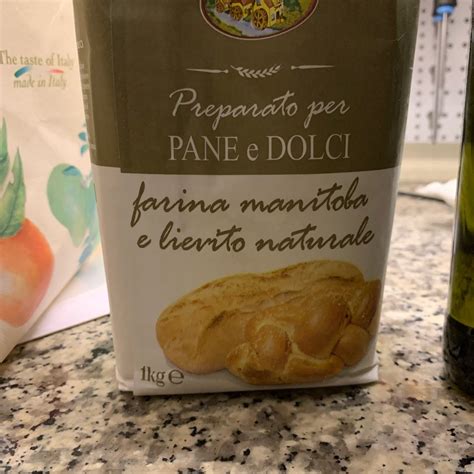 The taste of Italy
made in Italy
Preparato per
PANE e DOLCI
farina manitoba
e lievito naturale
1kg e